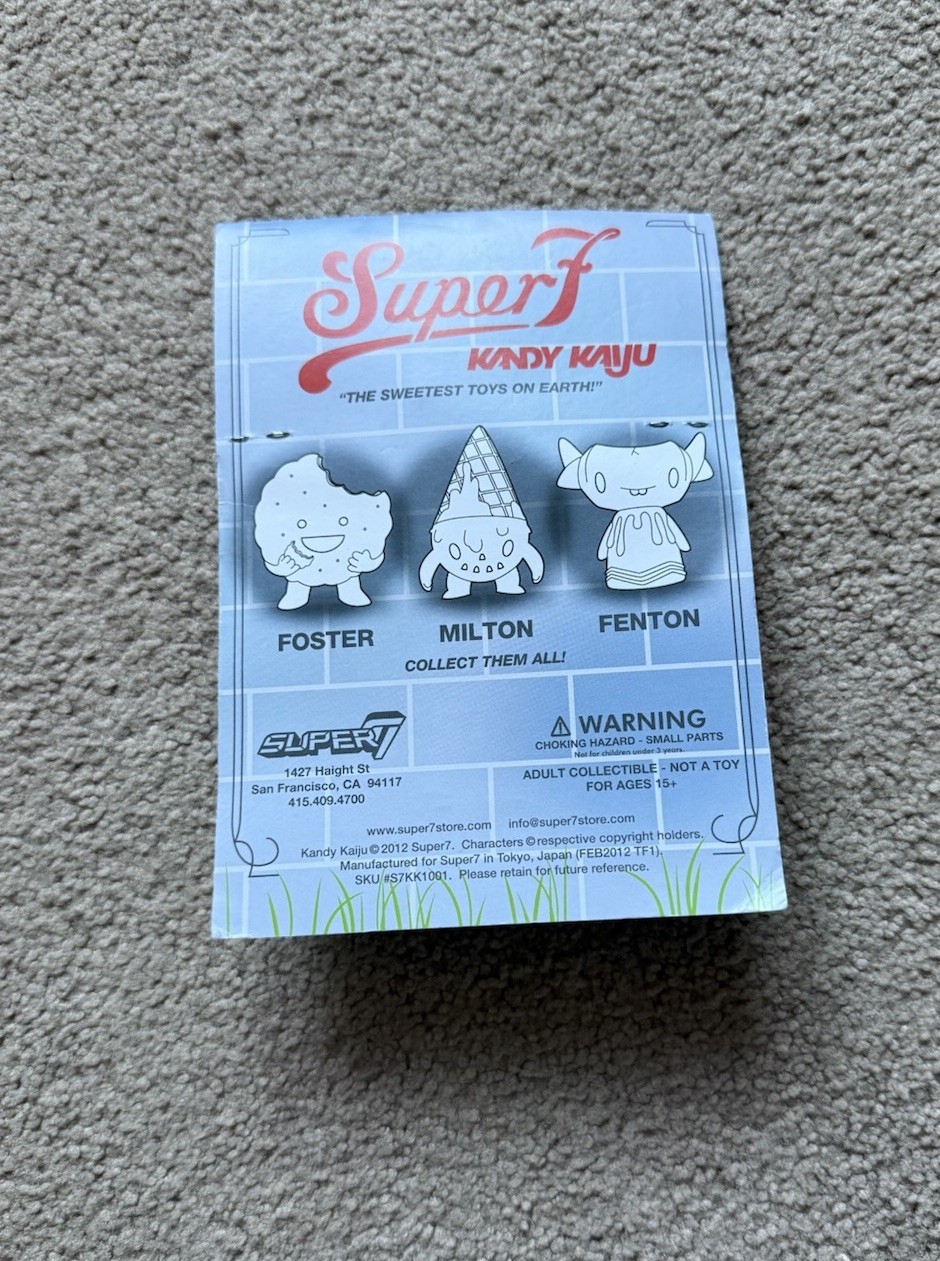 Super7
KANDY KAIJU
“THE SWEETEST TOYS ON EARTH!”
FOSTER MILTON FENTON
COLLECT THEM ALL!
SUPER7
1427 Haight St
San Francisco, CA 94117
415.409.4700
⚠ WARNING
CHOKING HAZARD - SMALL PARTS
Not for children under 3 years.
ADULT COLLECTIBLE - NOT A TOY
FOR AGES 15+
www.super7store.com info@super7store.com
Kandy Kaiju © 2012 Super7. Characters © respective copyright holders.
Manufactured for Super7 in Tokyo, Japan (FEB2012 TF1).
SKU #S7KK1001. Please retain for future reference.